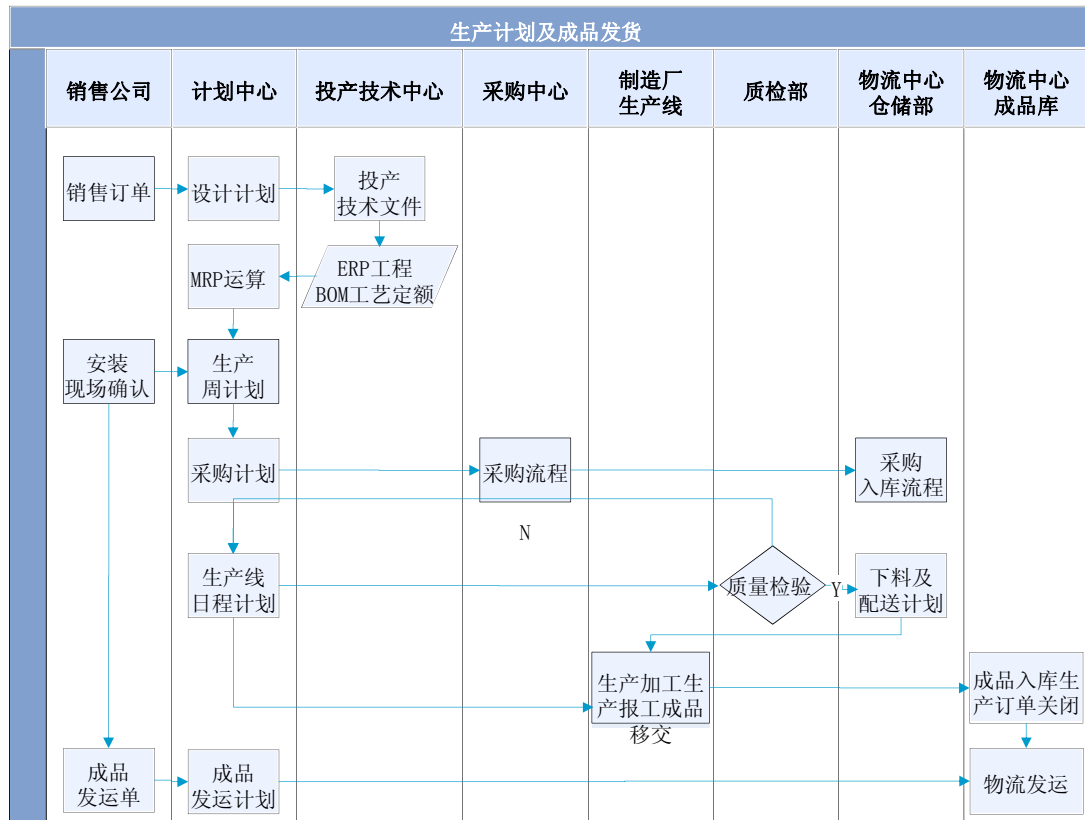 生产计划及成品发货
销售公司
计划中心
投产技术中心
采购中心
制造厂
生产线
质检部
物流中心
仓储部
物流中心
成品库
销售订单
设计计划
投产
技术文件
MRP运算
ERP工程
BOM工艺定额
安装
现场确认
生产
周计划
采购计划
采购流程
采购
入库流程
N
生产线
日程计划
质量检验
Y
下料及
配送计划
生产加工生
产报工成品
移交
成品入库生
产订单关闭
成品
发运单
成品
发运计划
物流发运